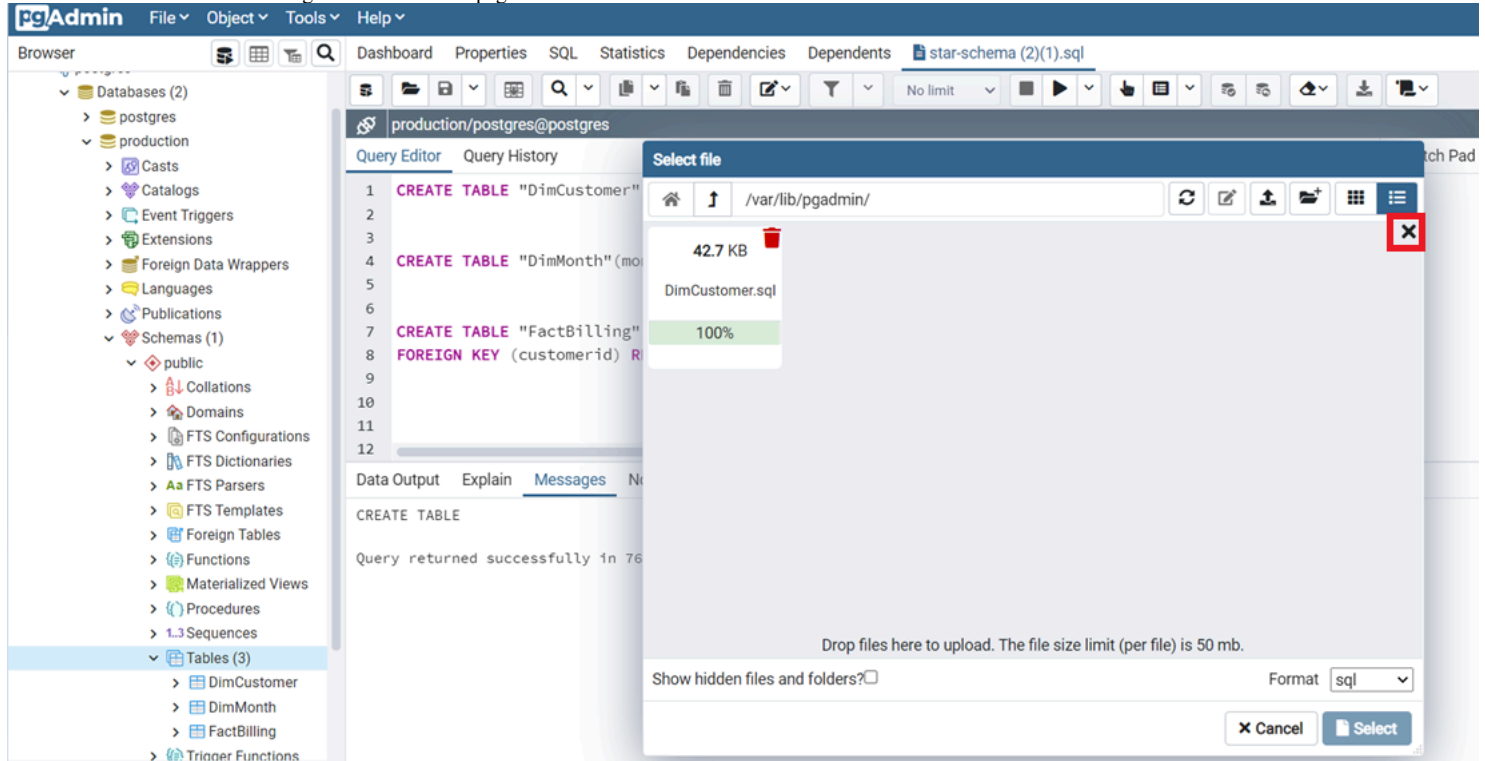 pgAdmin File Object Tools Help
Browser
Dashboard Properties SQL Statistics Dependencies Dependents star-schema (2)(1).sql
Databases (2)
postgres
production
Casts
Catalogs
Event Triggers
Extensions
Foreign Data Wrappers
Languages
Publications
Schemas (1)
public
Collations
Domains
FTS Configurations
FTS Dictionaries
Aa FTS Parsers
FTS Templates
Foreign Tables
Functions
Materialized Views
Procedures
1..3 Sequences
Tables (3)
DimCustomer
DimMonth
FactBilling
Trigger Functions
No limit
production/postgres@postgres
Query Editor Query History
tch Pad
1 CREATE TABLE "DimCustomer"
2
3
4 CREATE TABLE "DimMonth"(mo
5
6
7 CREATE TABLE "FactBilling"
8 FOREIGN KEY (customerid) R
9
10
11
12
Data Output Explain Messages No
CREATE TABLE
Query returned successfully in 76
Select file
/var/lib/pgadmin/
42.7 KB
DimCustomer.sql
100%
Drop files here to upload. The file size limit (per file) is 50 mb.
Show hidden files and folders? Format sql
Cancel Select